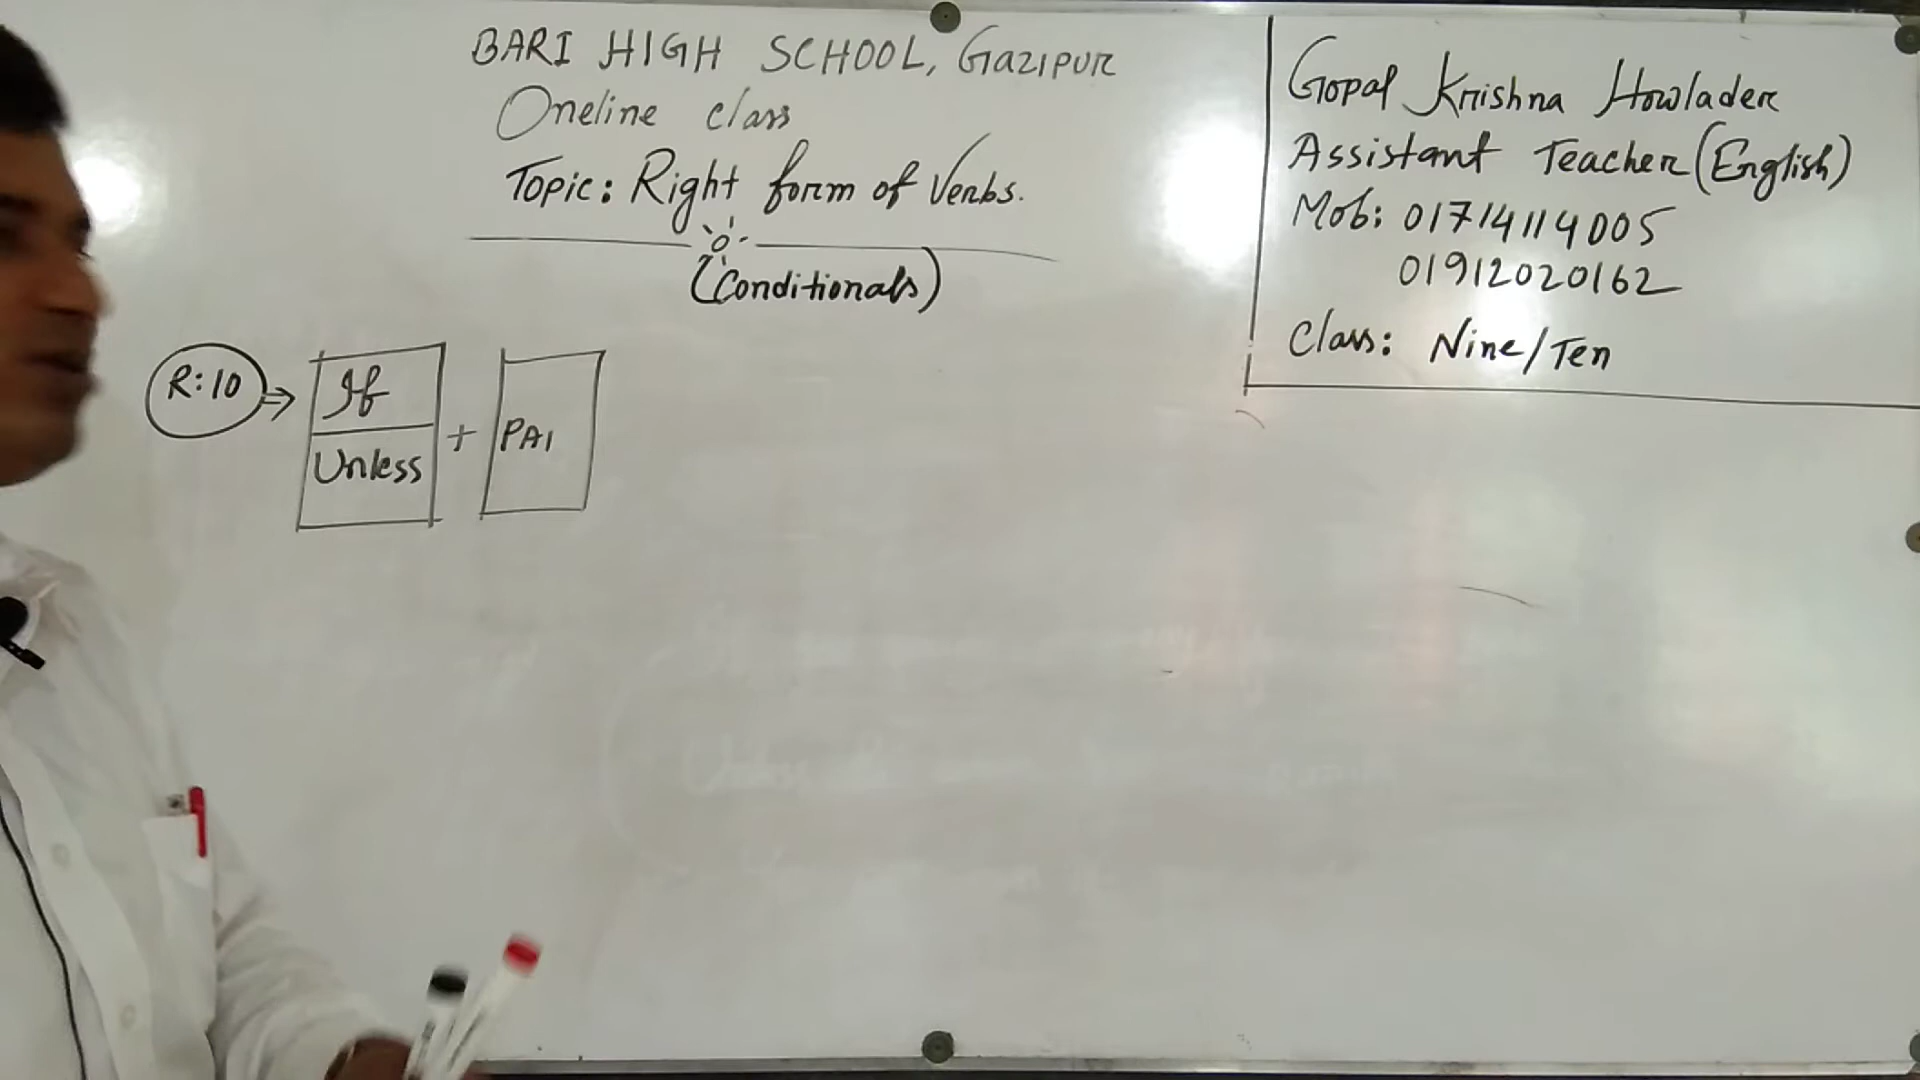 BARI HIGH SCHOOL, Gazipur
Oneline class
Topic: Right form of Verbs.
(Conditionals)
Gopal Krishna Howlader
Assistant Teacher (English)
Mob: 01714114005
01912020162
Class: Nine/Ten
R:10 ⇒ If
Unless + PAI